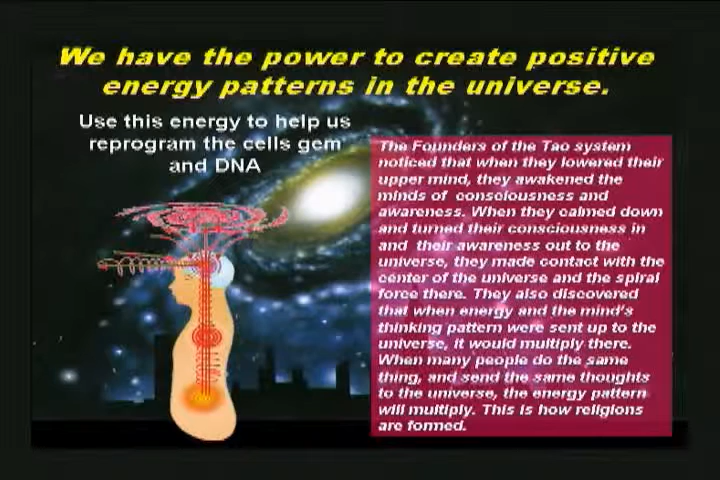 We have the power to create positive
energy patterns in the universe.
Use this energy to help us
reprogram the cells gem
and DNA
The Founders of the Tao system
noticed that when they lowered their
upper mind, they awakened the
minds of consciousness and
awareness. When they calmed down
and turned their consciousness in
and their awareness out to the
universe, they made contact with the
center of the universe and the spiral
force there. They also discovered
that when energy and the mind's
thinking pattern were sent up to the
universe, it would multiply there.
When many people do the same
thing, and send the same thoughts
to the universe, the energy pattern
will multiply. This is how religions
are formed.